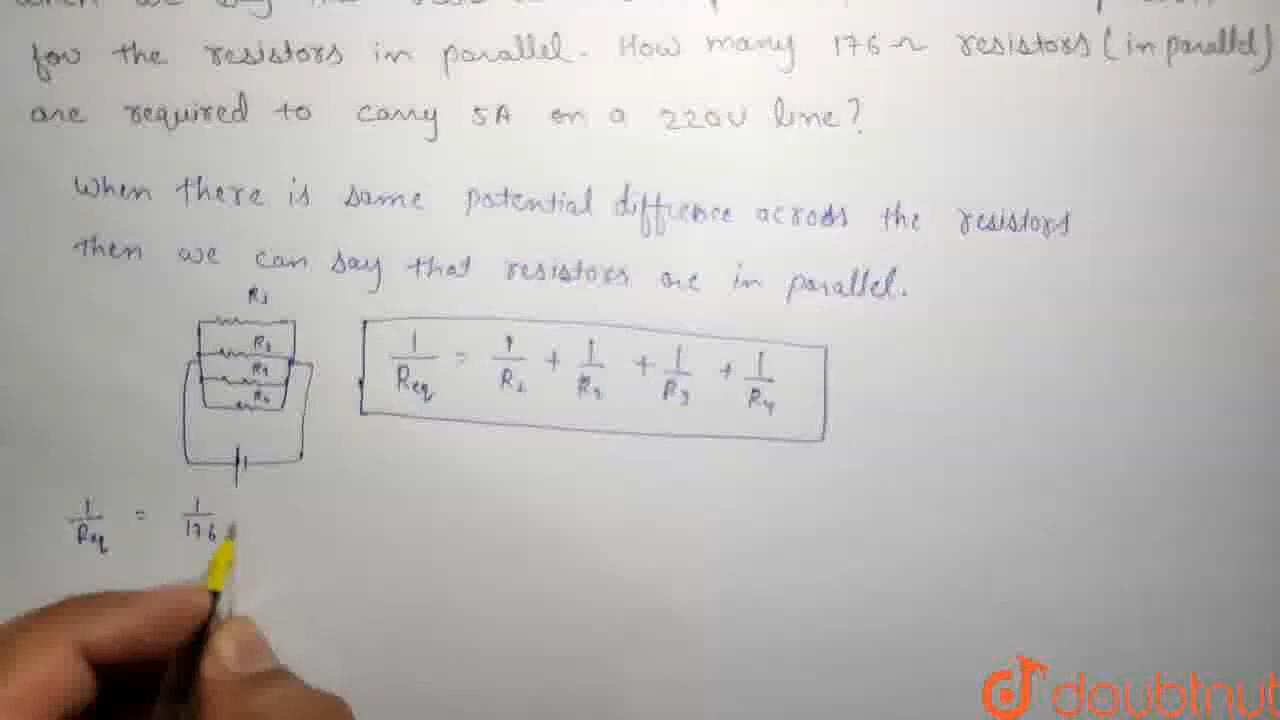 for the resistors in parallel. How many 176 Ω resistors (in parallel)
are required to carry 5A on a 220V line?
When there is same potential diffrence across the resistors
then we can say that resistors are in parallel.
R1
R2
R3
R4
1/Req = 1/R1 + 1/R2 + 1/R3 + 1/R4
1/Req = 1/176
doubtnut